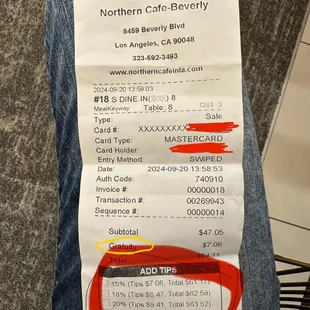 Northern Cafe-Beverly
8459 Beverly Blvd
Los Angeles, CA 90048
323-592-3493
www.northerncafeinla.com
2024-09-20 13:59:03
#18 S DINE IN() 8
MealKeyway Table: 8 GST: 3
Type: Sale
Card #: XXXXXXXXX
Card Type: MASTERCARD
Card Holder:
Entry Method: SWIPED
Date: 2024-09-20 13:58:53
Auth Code: 740910
Invoice #: 00000018
Transaction #: 00269943
Sequence #: 00000014
Subtotal $47.05
Gratuity $7.06
Total
ADD TIPS
15% (Tips $7.06, Total $61.17)
18% (Tips $8.47, Total $62.58)
20% (Tips $9.41, Total $63.52)